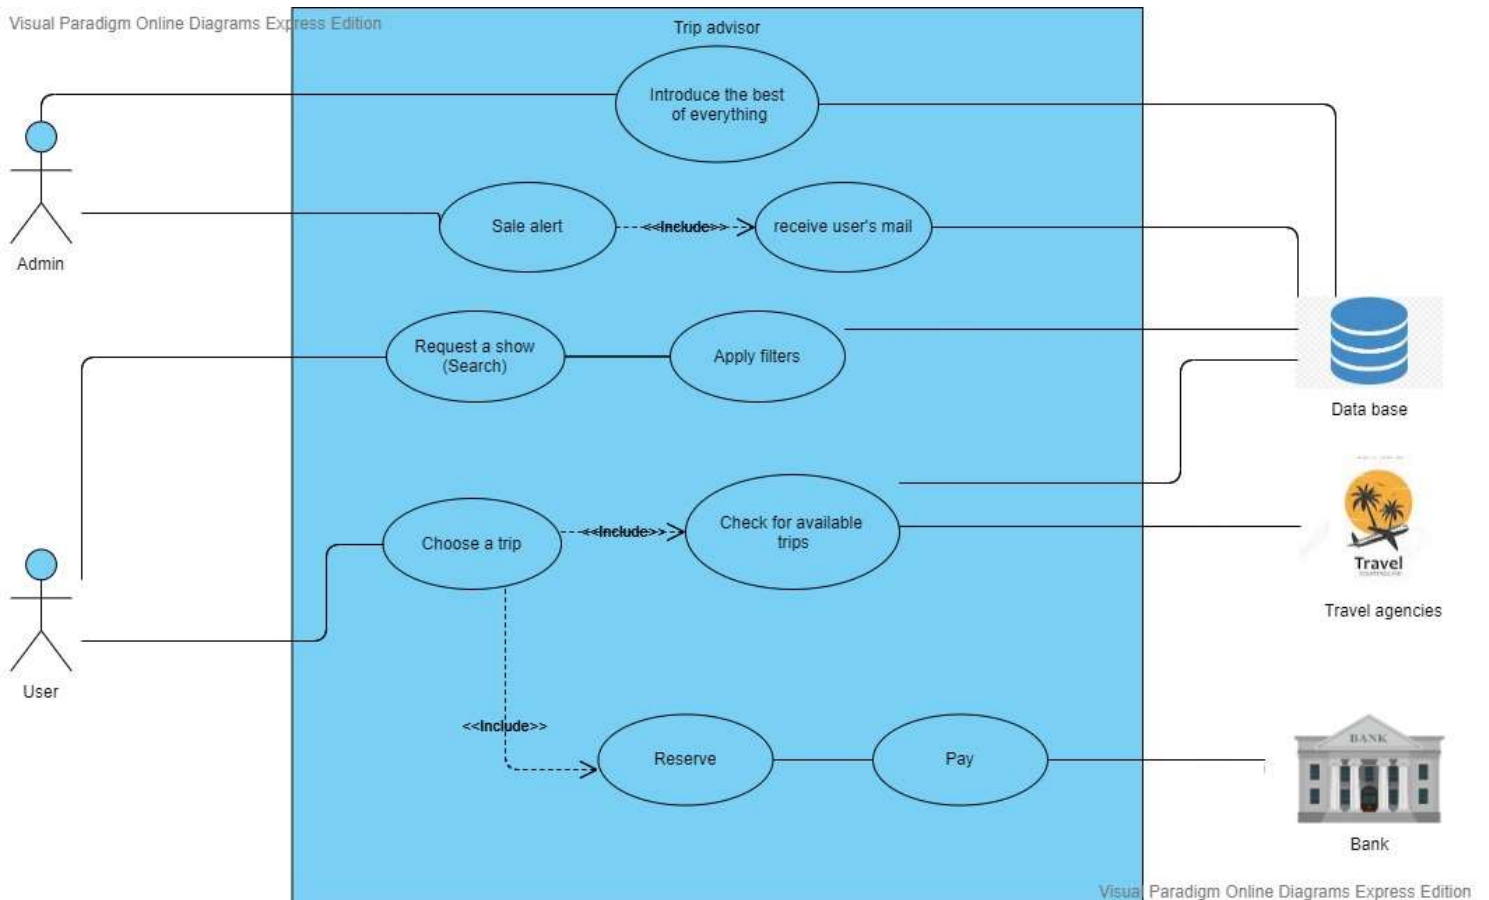 Visual Paradigm Online Diagrams Express Edition
Trip advisor
Introduce the best
of everything
Admin
Sale alert
<<Include>>
receive user's mail
Request a show
(Search)
Apply filters
Data base
Choose a trip
<<Include>>
Check for available
trips
Travel
Travel agencies
User
<<Include>>
Reserve
Pay
BANK
Bank
Visual Paradigm Online Diagrams Express Edition